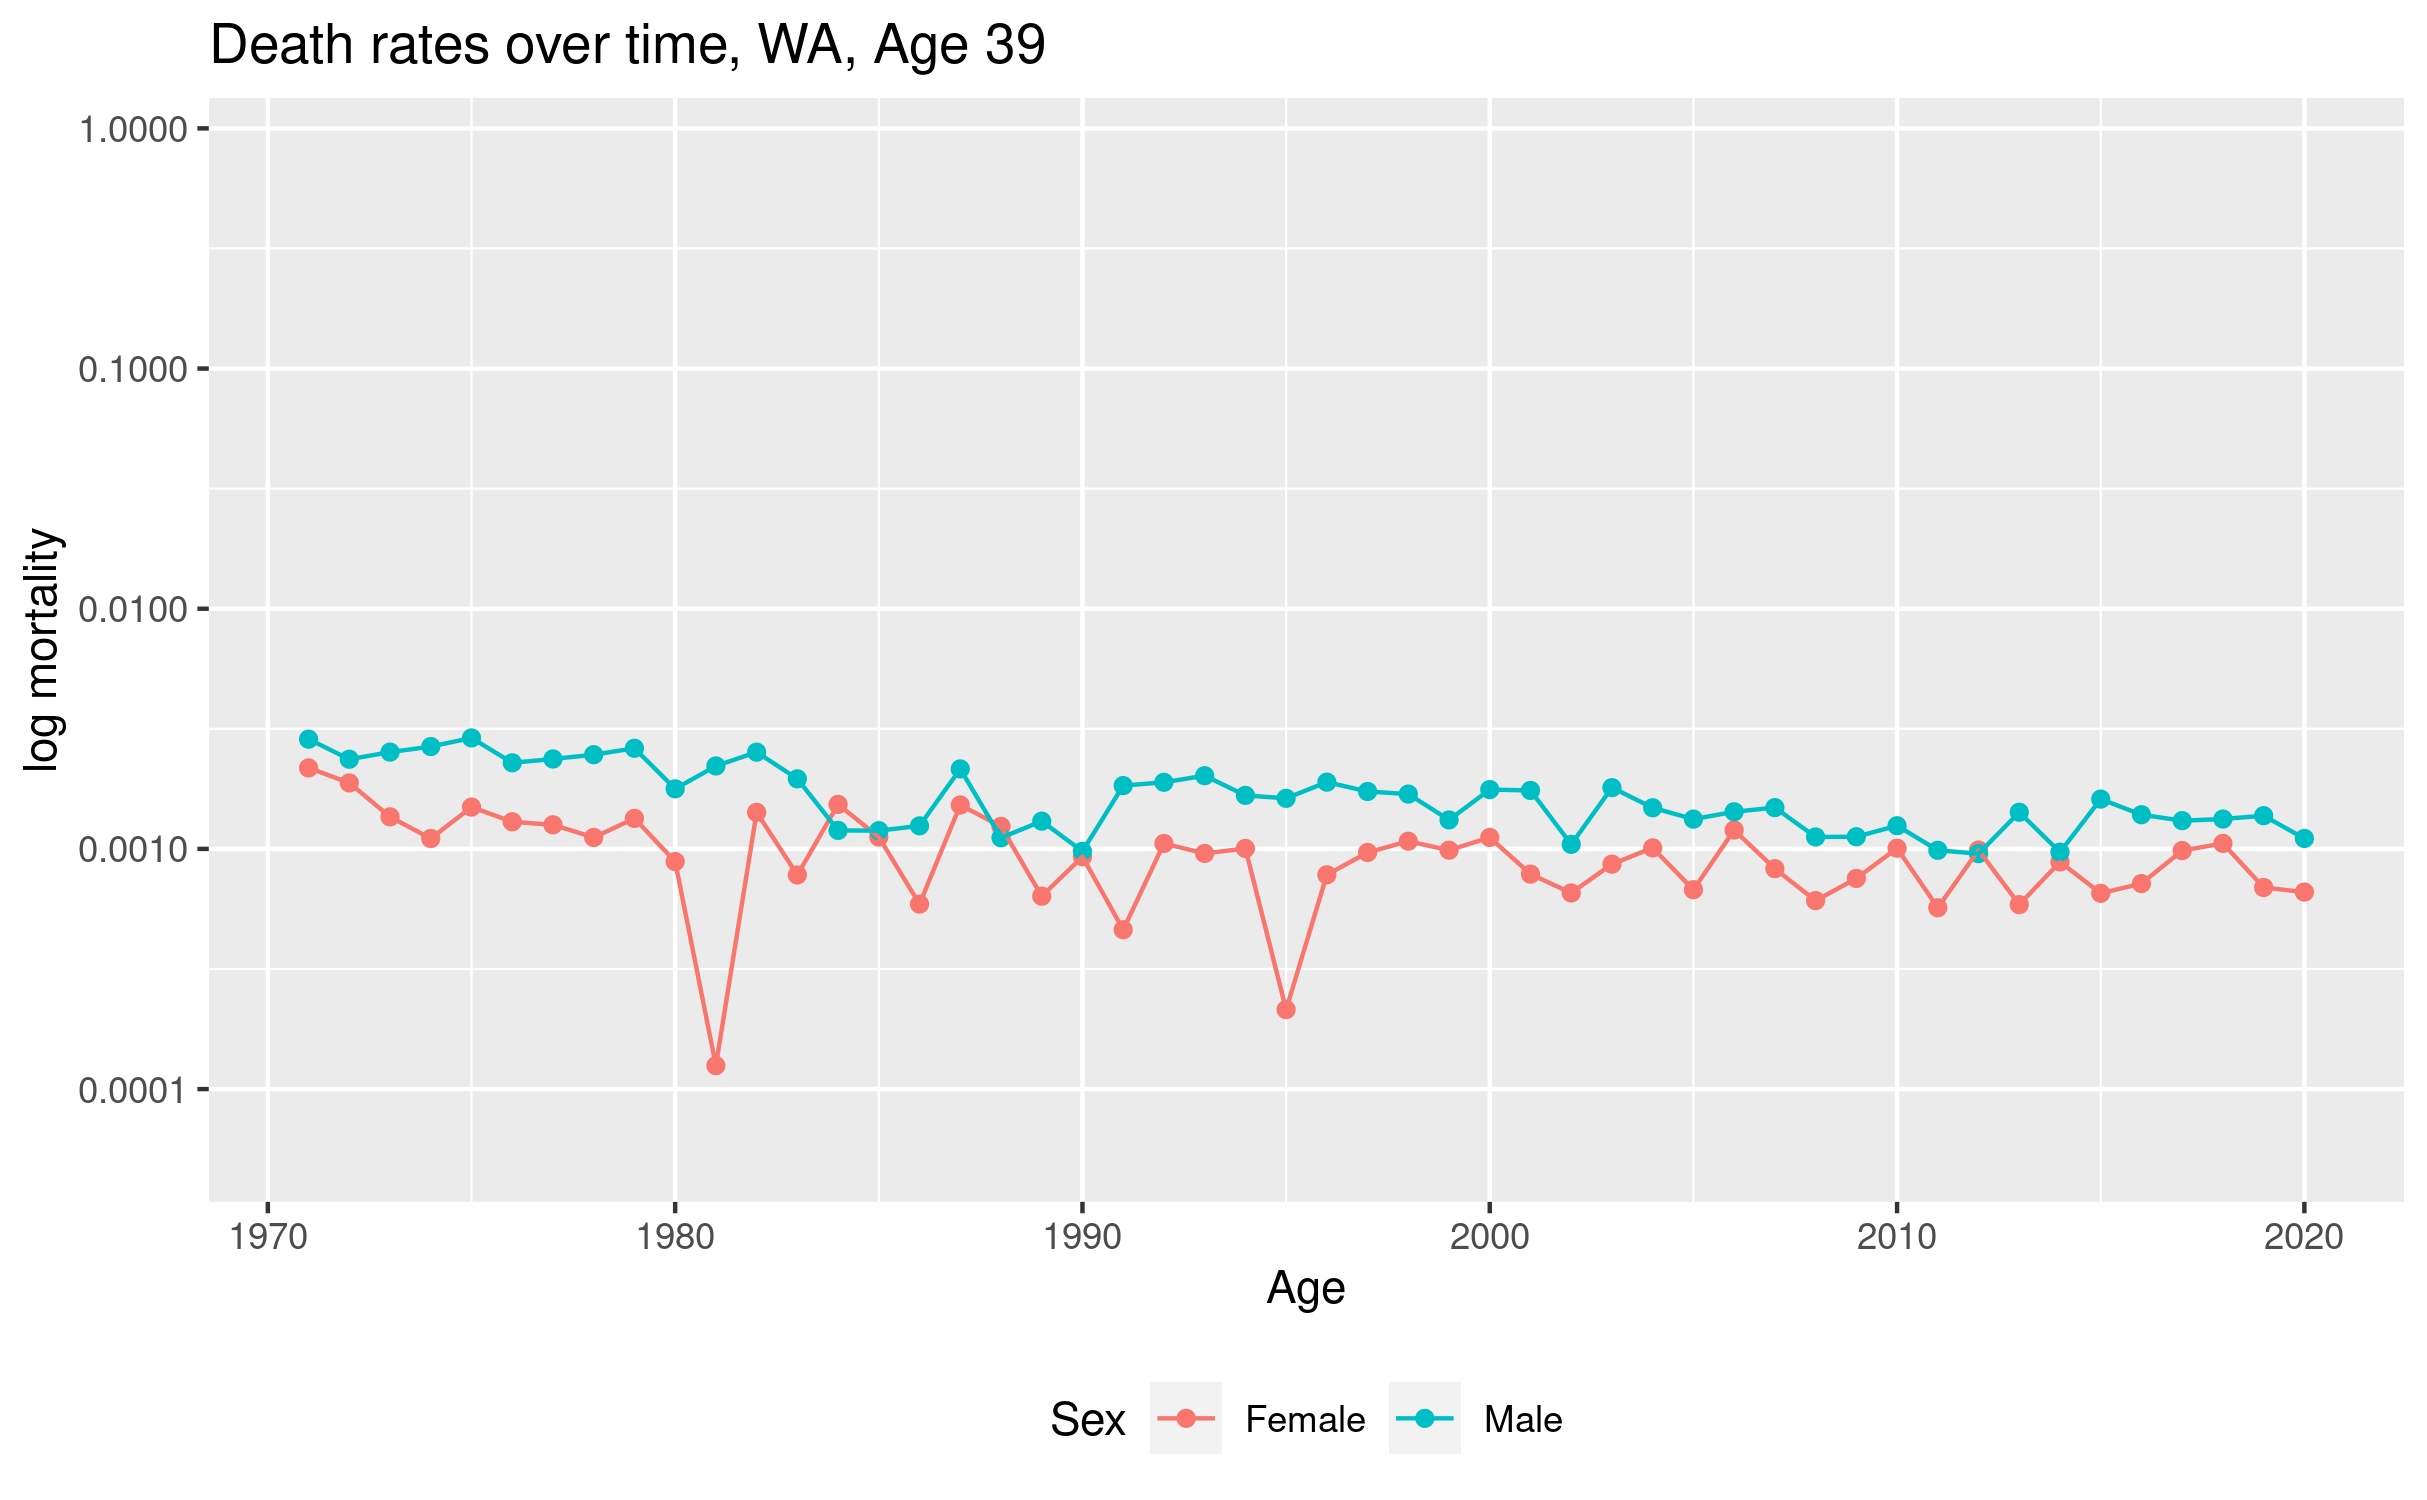 Death rates over time, WA, Age 39
1.0000
0.1000
0.0100
0.0010
0.0001
log mortality
1970 1980 1990 2000 2010 2020
Age
Sex Female Male